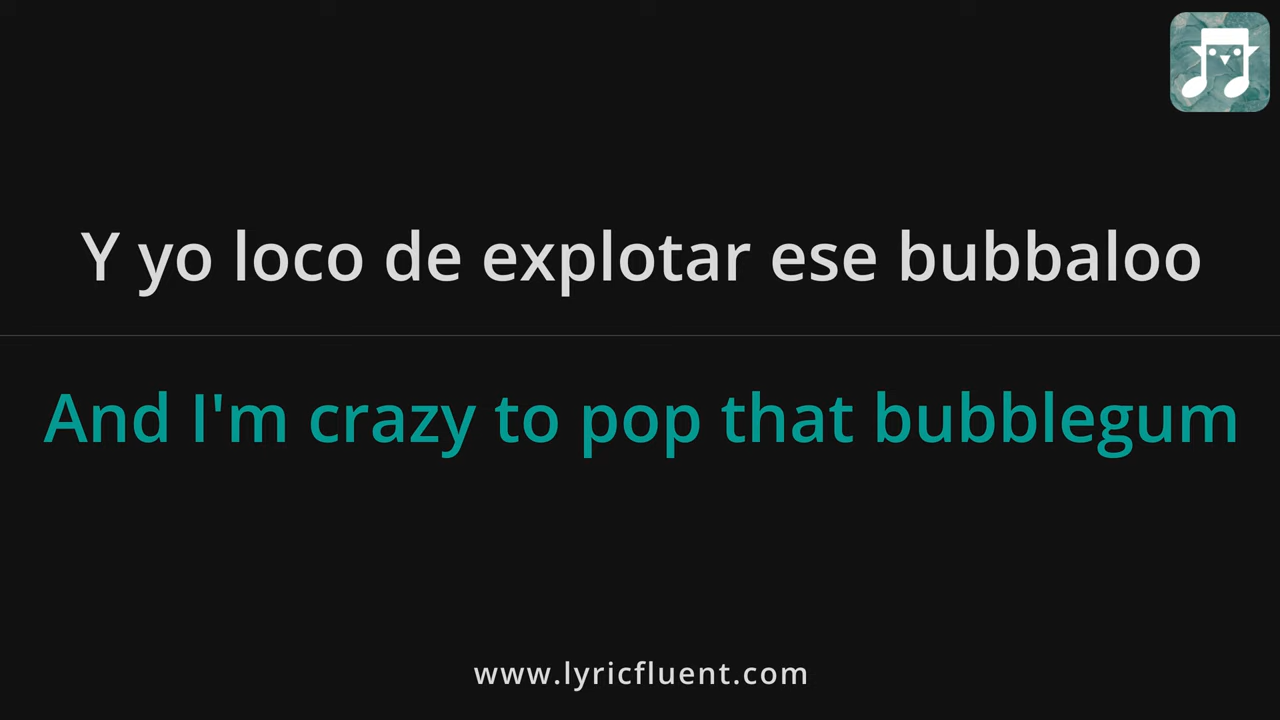 Y yo loco de explotar ese bubbaloo
And I'm crazy to pop that bubblegum
www.lyricfluent.com